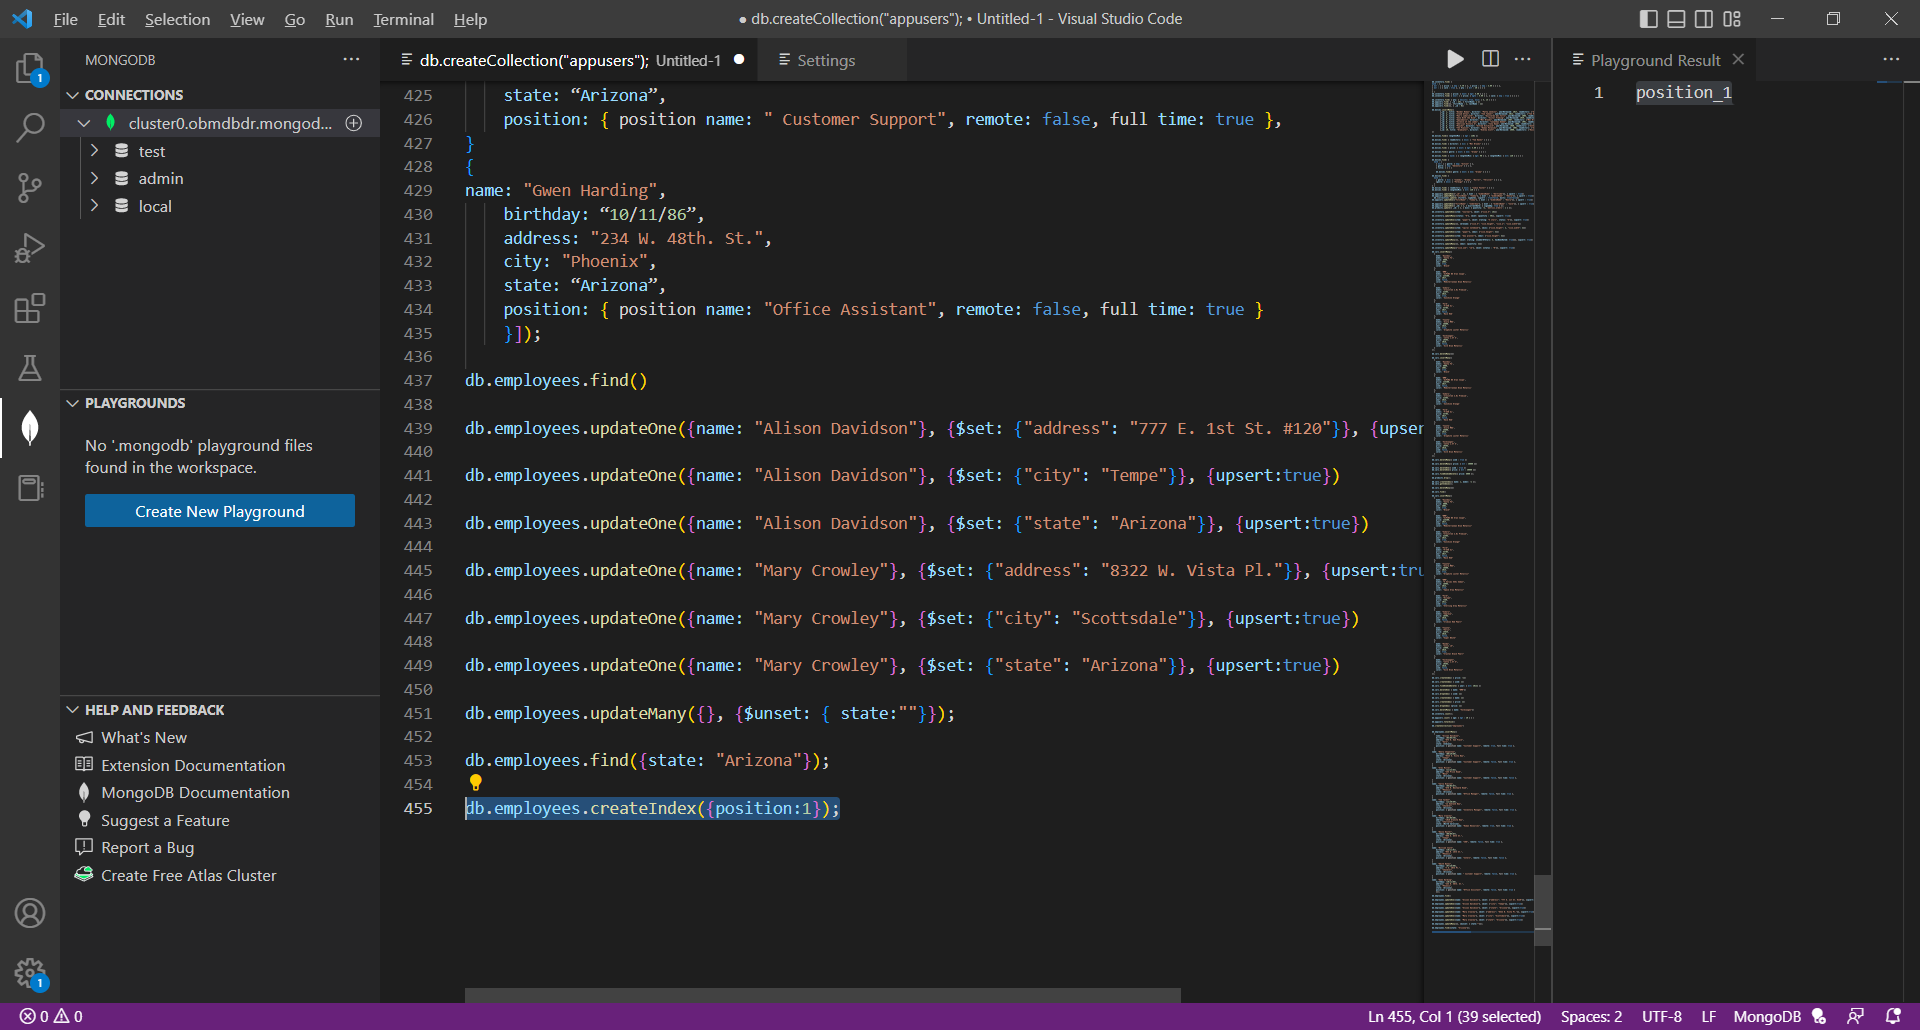 File Edit Selection View Go Run Terminal Help
● db.createCollection("appusers"); • Untitled-1 - Visual Studio Code
MONGODB
db.createCollection("appusers"); Untitled-1
Settings
Playground Result
CONNECTIONS
cluster0.obmdbdr.mongod...
test
admin
local
PLAYGROUNDS
No '.mongodb' playground files
found in the workspace.
Create New Playground
HELP AND FEEDBACK
What's New
Extension Documentation
MongoDB Documentation
Suggest a Feature
Report a Bug
Create Free Atlas Cluster
1
1
425 state: “Arizona”,
426 position: { position name: " Customer Support", remote: false, full time: true },
427 }
428 {
429 name: "Gwen Harding",
430 birthday: “10/11/86”,
431 address: "234 W. 48th. St.",
432 city: "Phoenix",
433 state: “Arizona”,
434 position: { position name: "Office Assistant", remote: false, full time: true }
435 }]);
436
437 db.employees.find()
438
439 db.employees.updateOne({name: "Alison Davidson"}, {$set: {"address": "777 E. 1st St. #120"}}, {upser
440
441 db.employees.updateOne({name: "Alison Davidson"}, {$set: {"city": "Tempe"}}, {upsert:true})
442
443 db.employees.updateOne({name: "Alison Davidson"}, {$set: {"state": "Arizona"}}, {upsert:true})
444
445 db.employees.updateOne({name: "Mary Crowley"}, {$set: {"address": "8322 W. Vista Pl."}}, {upsert:tru
446
447 db.employees.updateOne({name: "Mary Crowley"}, {$set: {"city": "Scottsdale"}}, {upsert:true})
448
449 db.employees.updateOne({name: "Mary Crowley"}, {$set: {"state": "Arizona"}}, {upsert:true})
450
451 db.employees.updateMany({}, {$unset: { state:""}});
452
453 db.employees.find({state: "Arizona"});
454
455 db.employees.createIndex({position:1});
1 position_1
0 0
Ln 455, Col 1 (39 selected) Spaces: 2 UTF-8 LF MongoDB